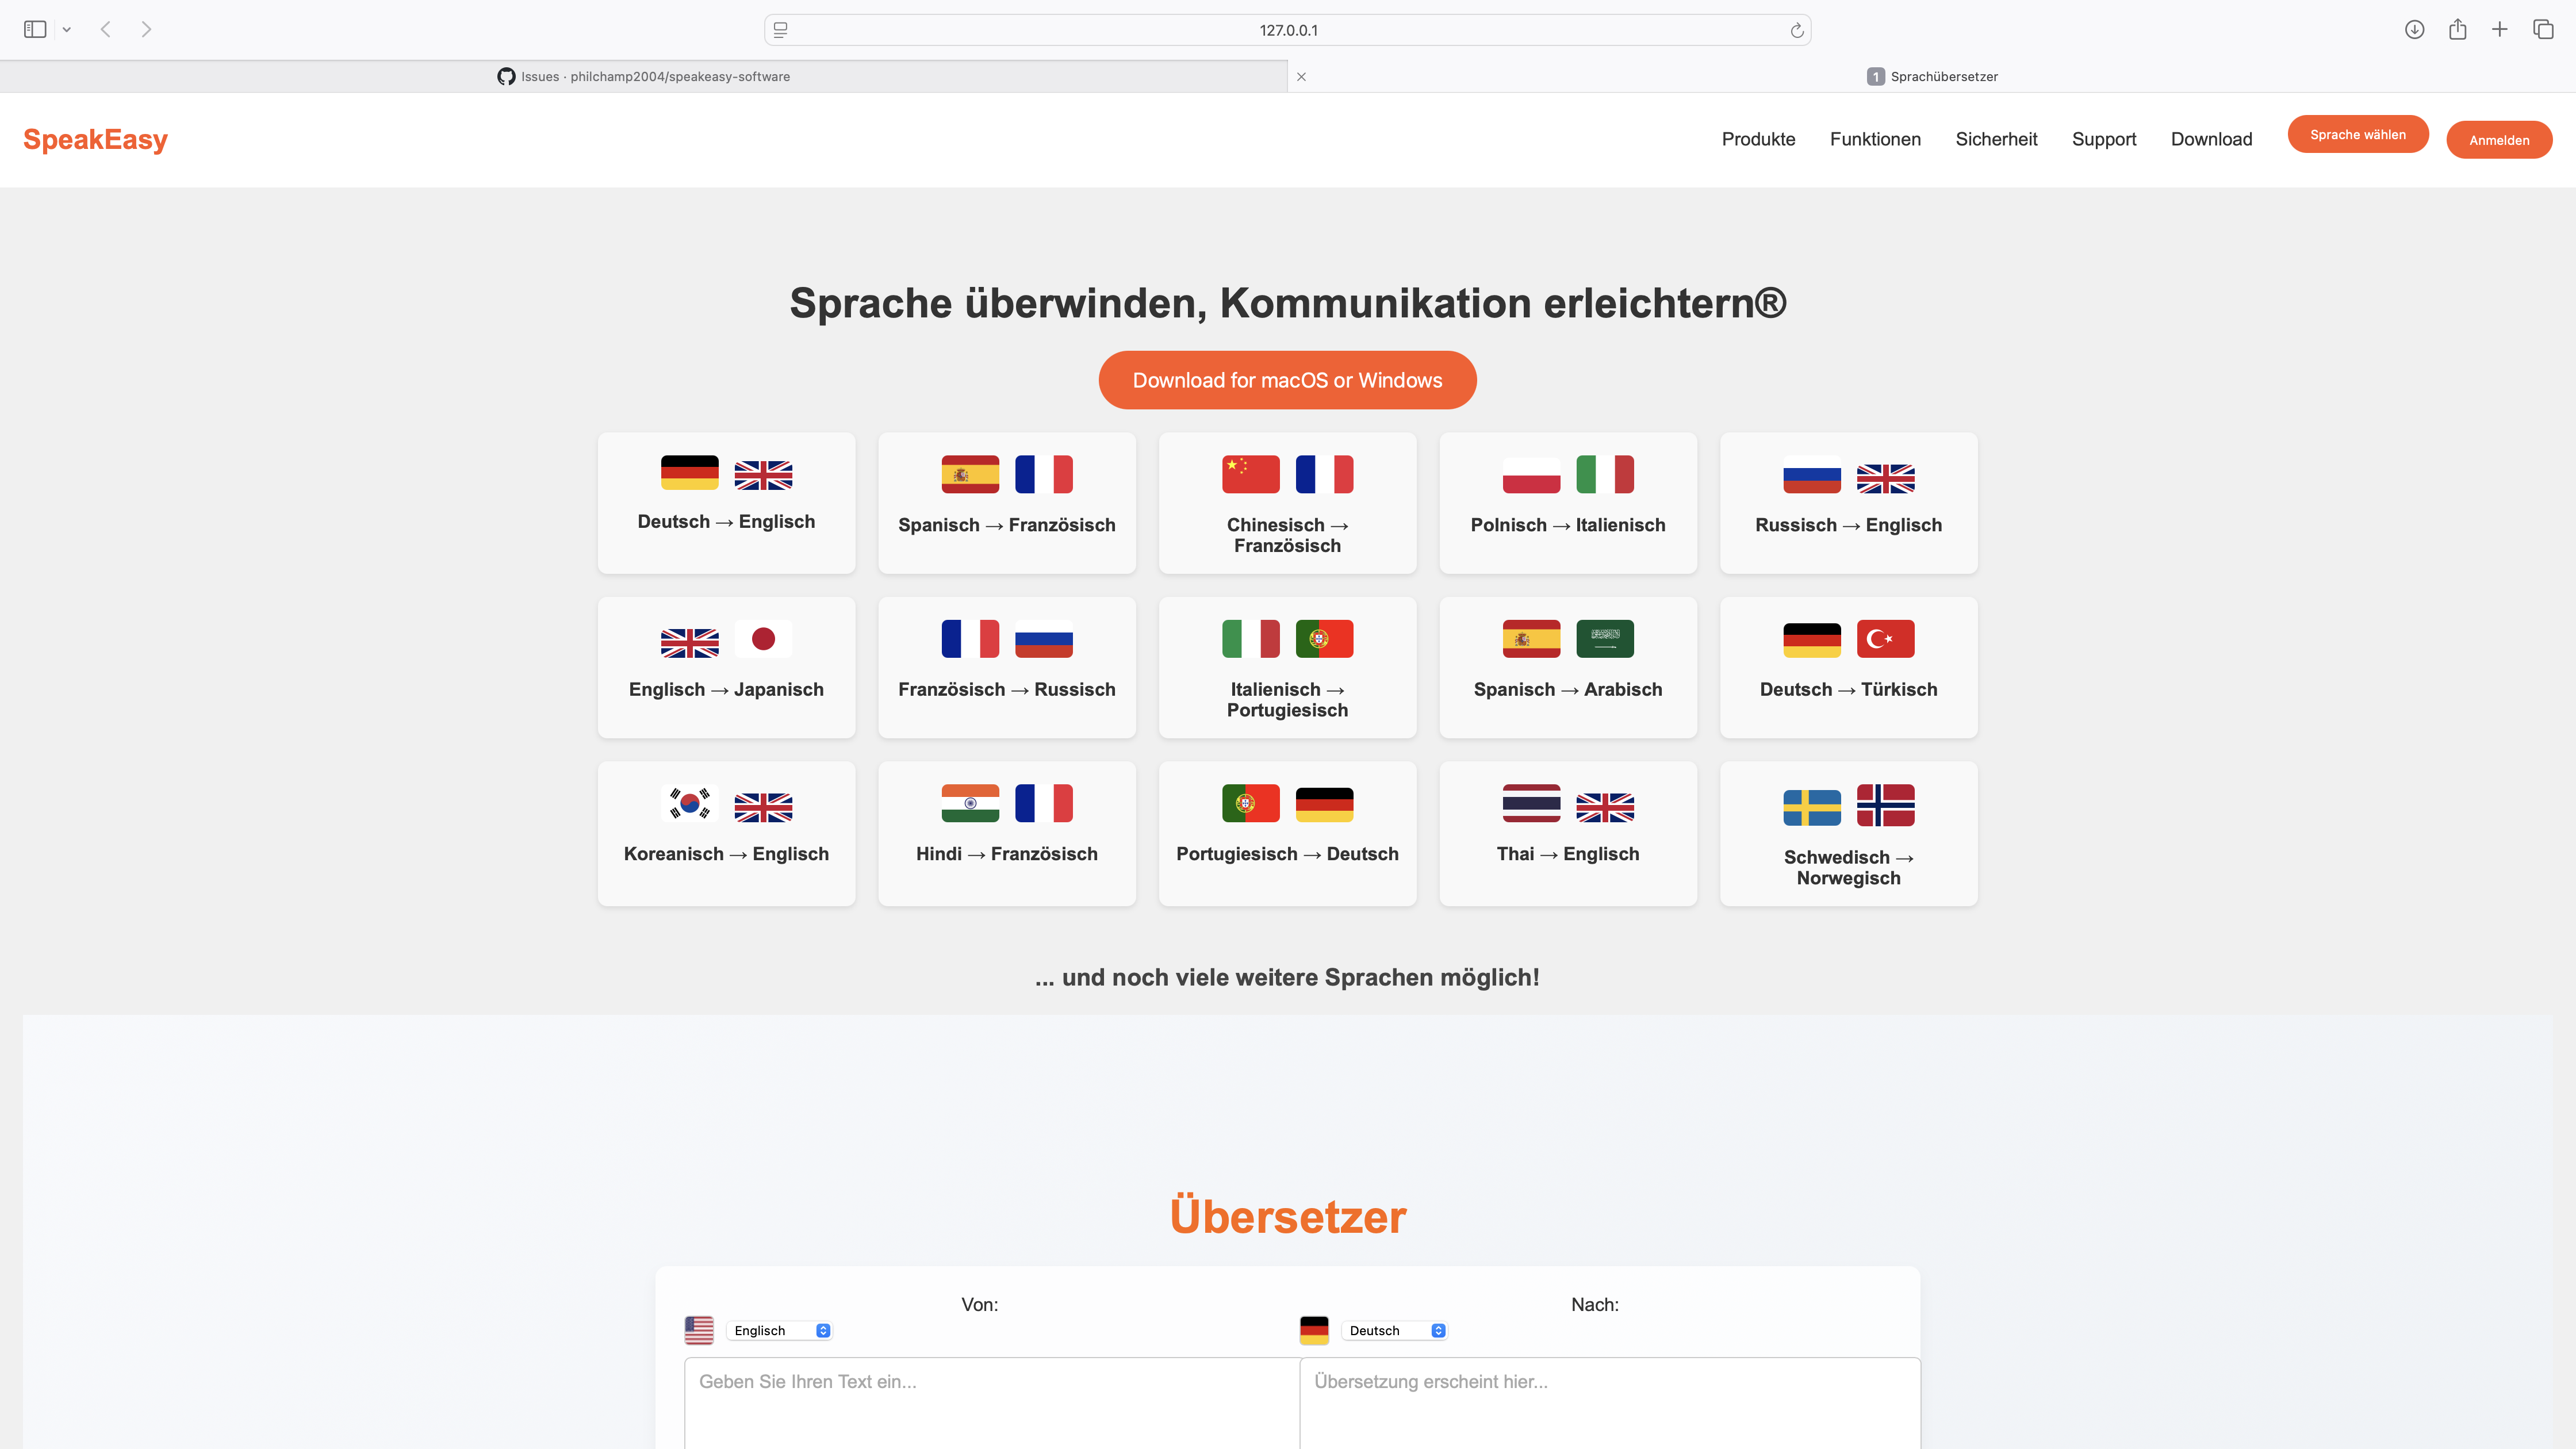 127.0.0.1
Issues · philchamp2004/speakeasy-software
1 Sprachübersetzer
SpeakEasy
Produkte
Funktionen
Sicherheit
Support
Download
Sprache wählen
Anmelden
Sprache überwinden, Kommunikation erleichtern®
Download for macOS or Windows
Deutsch → Englisch
Spanisch → Französisch
Chinesisch →
Französisch
Polnisch → Italienisch
Russisch → Englisch
Englisch → Japanisch
Französisch → Russisch
Italienisch →
Portugiesisch
Spanisch → Arabisch
Deutsch → Türkisch
Koreanisch → Englisch
Hindi → Französisch
Portugiesisch → Deutsch
Thai → Englisch
Schwedisch →
Norwegisch
... und noch viele weitere Sprachen möglich!
Übersetzer
Von:
Nach:
Englisch
Deutsch
Geben Sie Ihren Text ein...
Übersetzung erscheint hier...